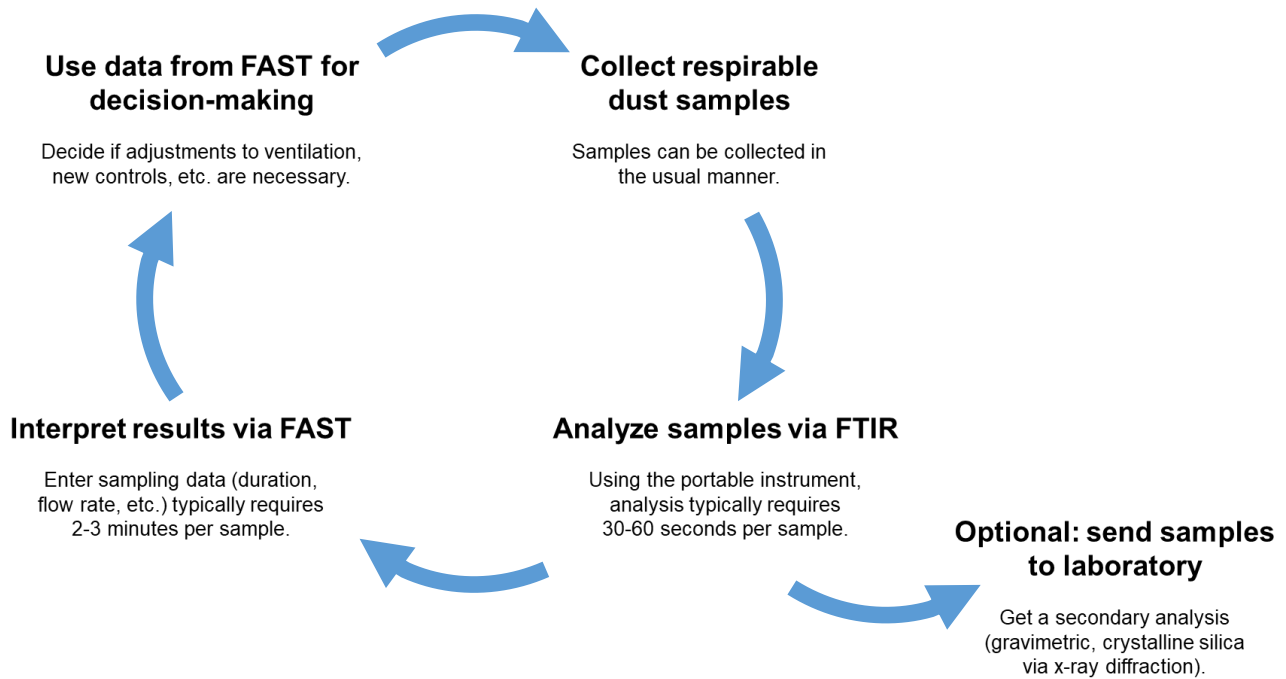 Use data from FAST for
decision-making
Decide if adjustments to ventilation,
new controls, etc. are necessary.
Collect respirable
dust samples
Samples can be collected in
the usual manner.
Interpret results via FAST
Enter sampling data (duration,
flow rate, etc.) typically requires
2-3 minutes per sample.
Analyze samples via FTIR
Using the portable instrument,
analysis typically requires
30-60 seconds per sample.
Optional: send samples
to laboratory
Get a secondary analysis
(gravimetric, crystalline silica
via x-ray diffraction).